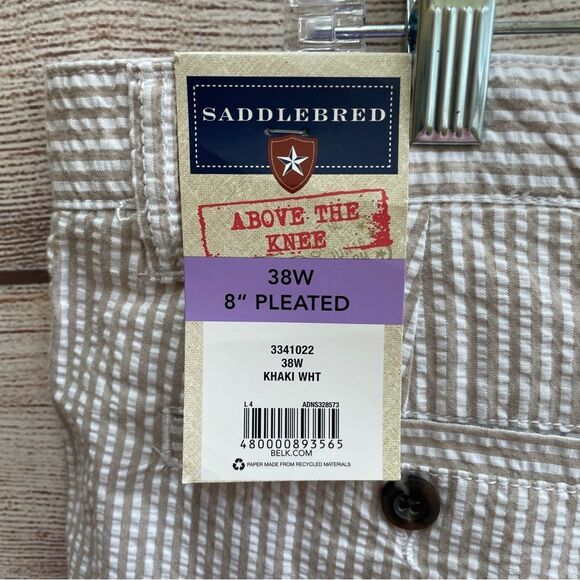 SADDLEBRED
ABOVE THE
KNEE
38W
8“ PLEATED
3341022
38W
KHAKI WHT
L 4 ADNS328573
480000893565
BELK.COM
PAPER MADE FROM RECYCLED MATERIALS